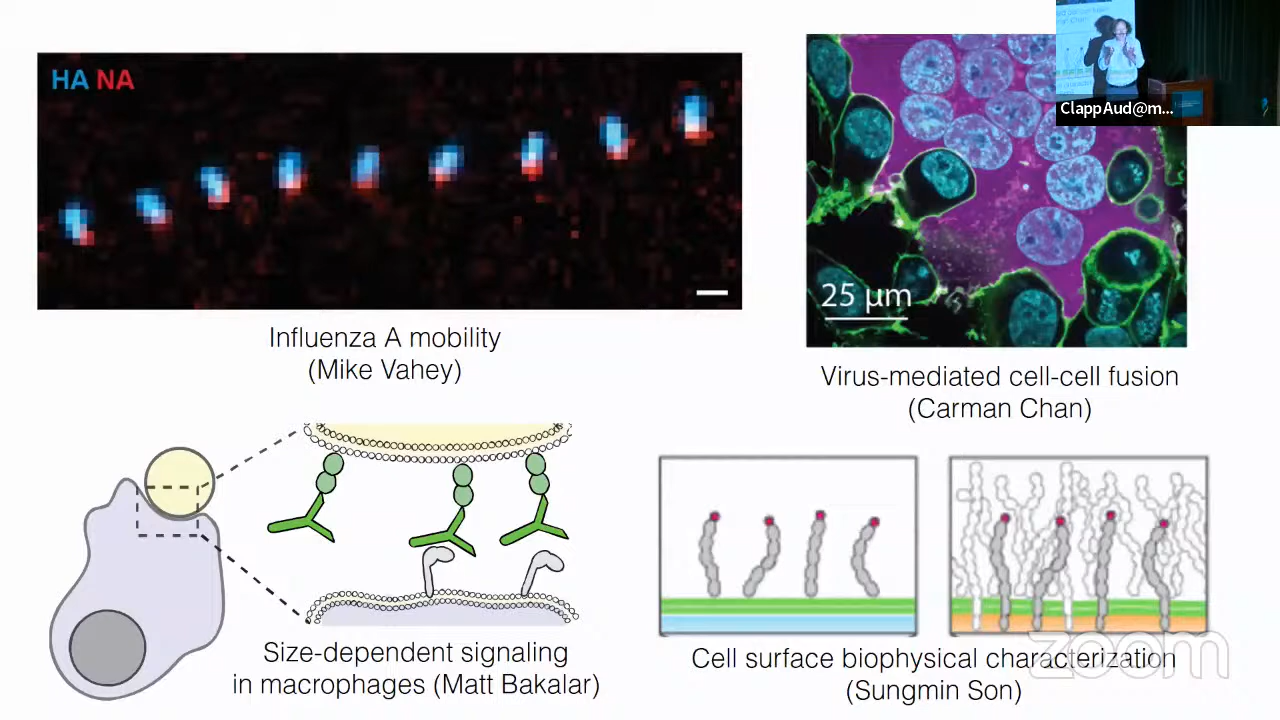 HA NA
Influenza A mobility
(Mike Vahey)
25 μm
ClappAud@m...
Virus-mediated cell-cell fusion
(Carman Chan)
Size-dependent signaling
in macrophages (Matt Bakalar)
Cell surface biophysical characterization
(Sungmin Son)
zoom